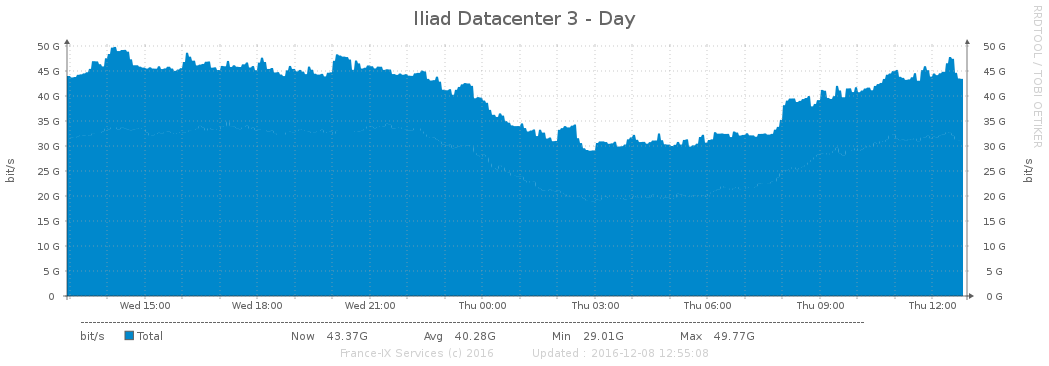 Iliad Datacenter 3 - Day
RRDTOOL / TOBI OETIKER
50 G 50 G
45 G 45 G
40 G 40 G
35 G 35 G
30 G 30 G
25 G 25 G
20 G 20 G
15 G 15 G
10 G 10 G
5 G 5 G
0 0 G
bit/s bit/s
Wed 15:00 Wed 18:00 Wed 21:00 Thu 00:00 Thu 03:00 Thu 06:00 Thu 09:00 Thu 12:00
bit/s Total Now 43.37G Avg 40.28G Min 29.01G Max 49.77G
France-IX Services (c) 2016 Updated : 2016-12-08 12:55:08